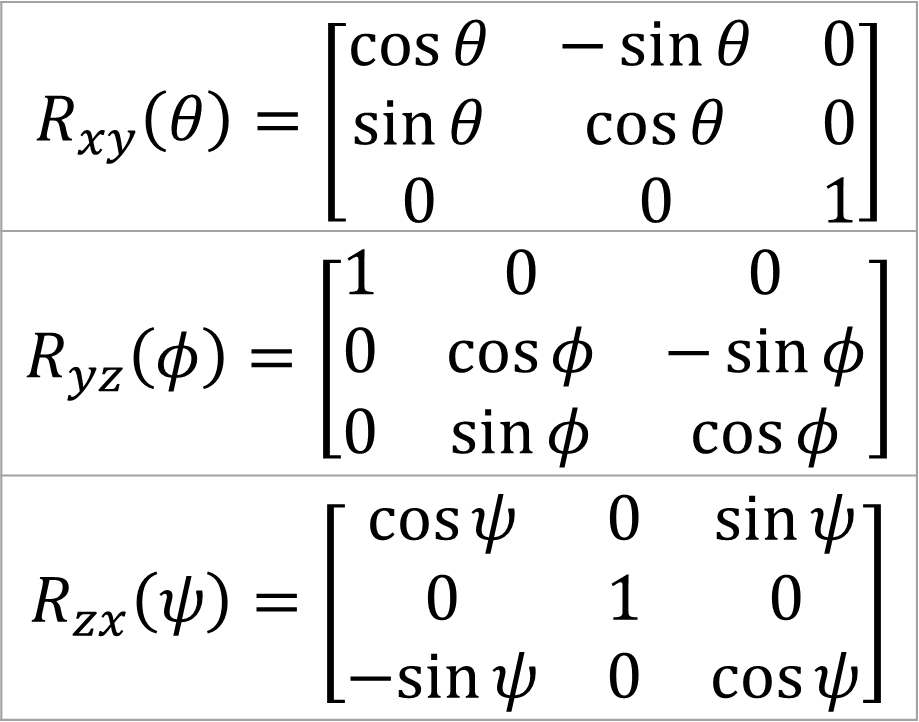 R_{xy}(θ) = [cos θ  − sin θ  0
sin θ  cos θ  0
0  0  1]
R_{yz}(ϕ) = [1  0  0
0  cos ϕ  − sin ϕ
0  sin ϕ  cos ϕ]
R_{zx}(ψ) = [cos ψ  0  sin ψ
0  1  0
−sin ψ  0  cos ψ]